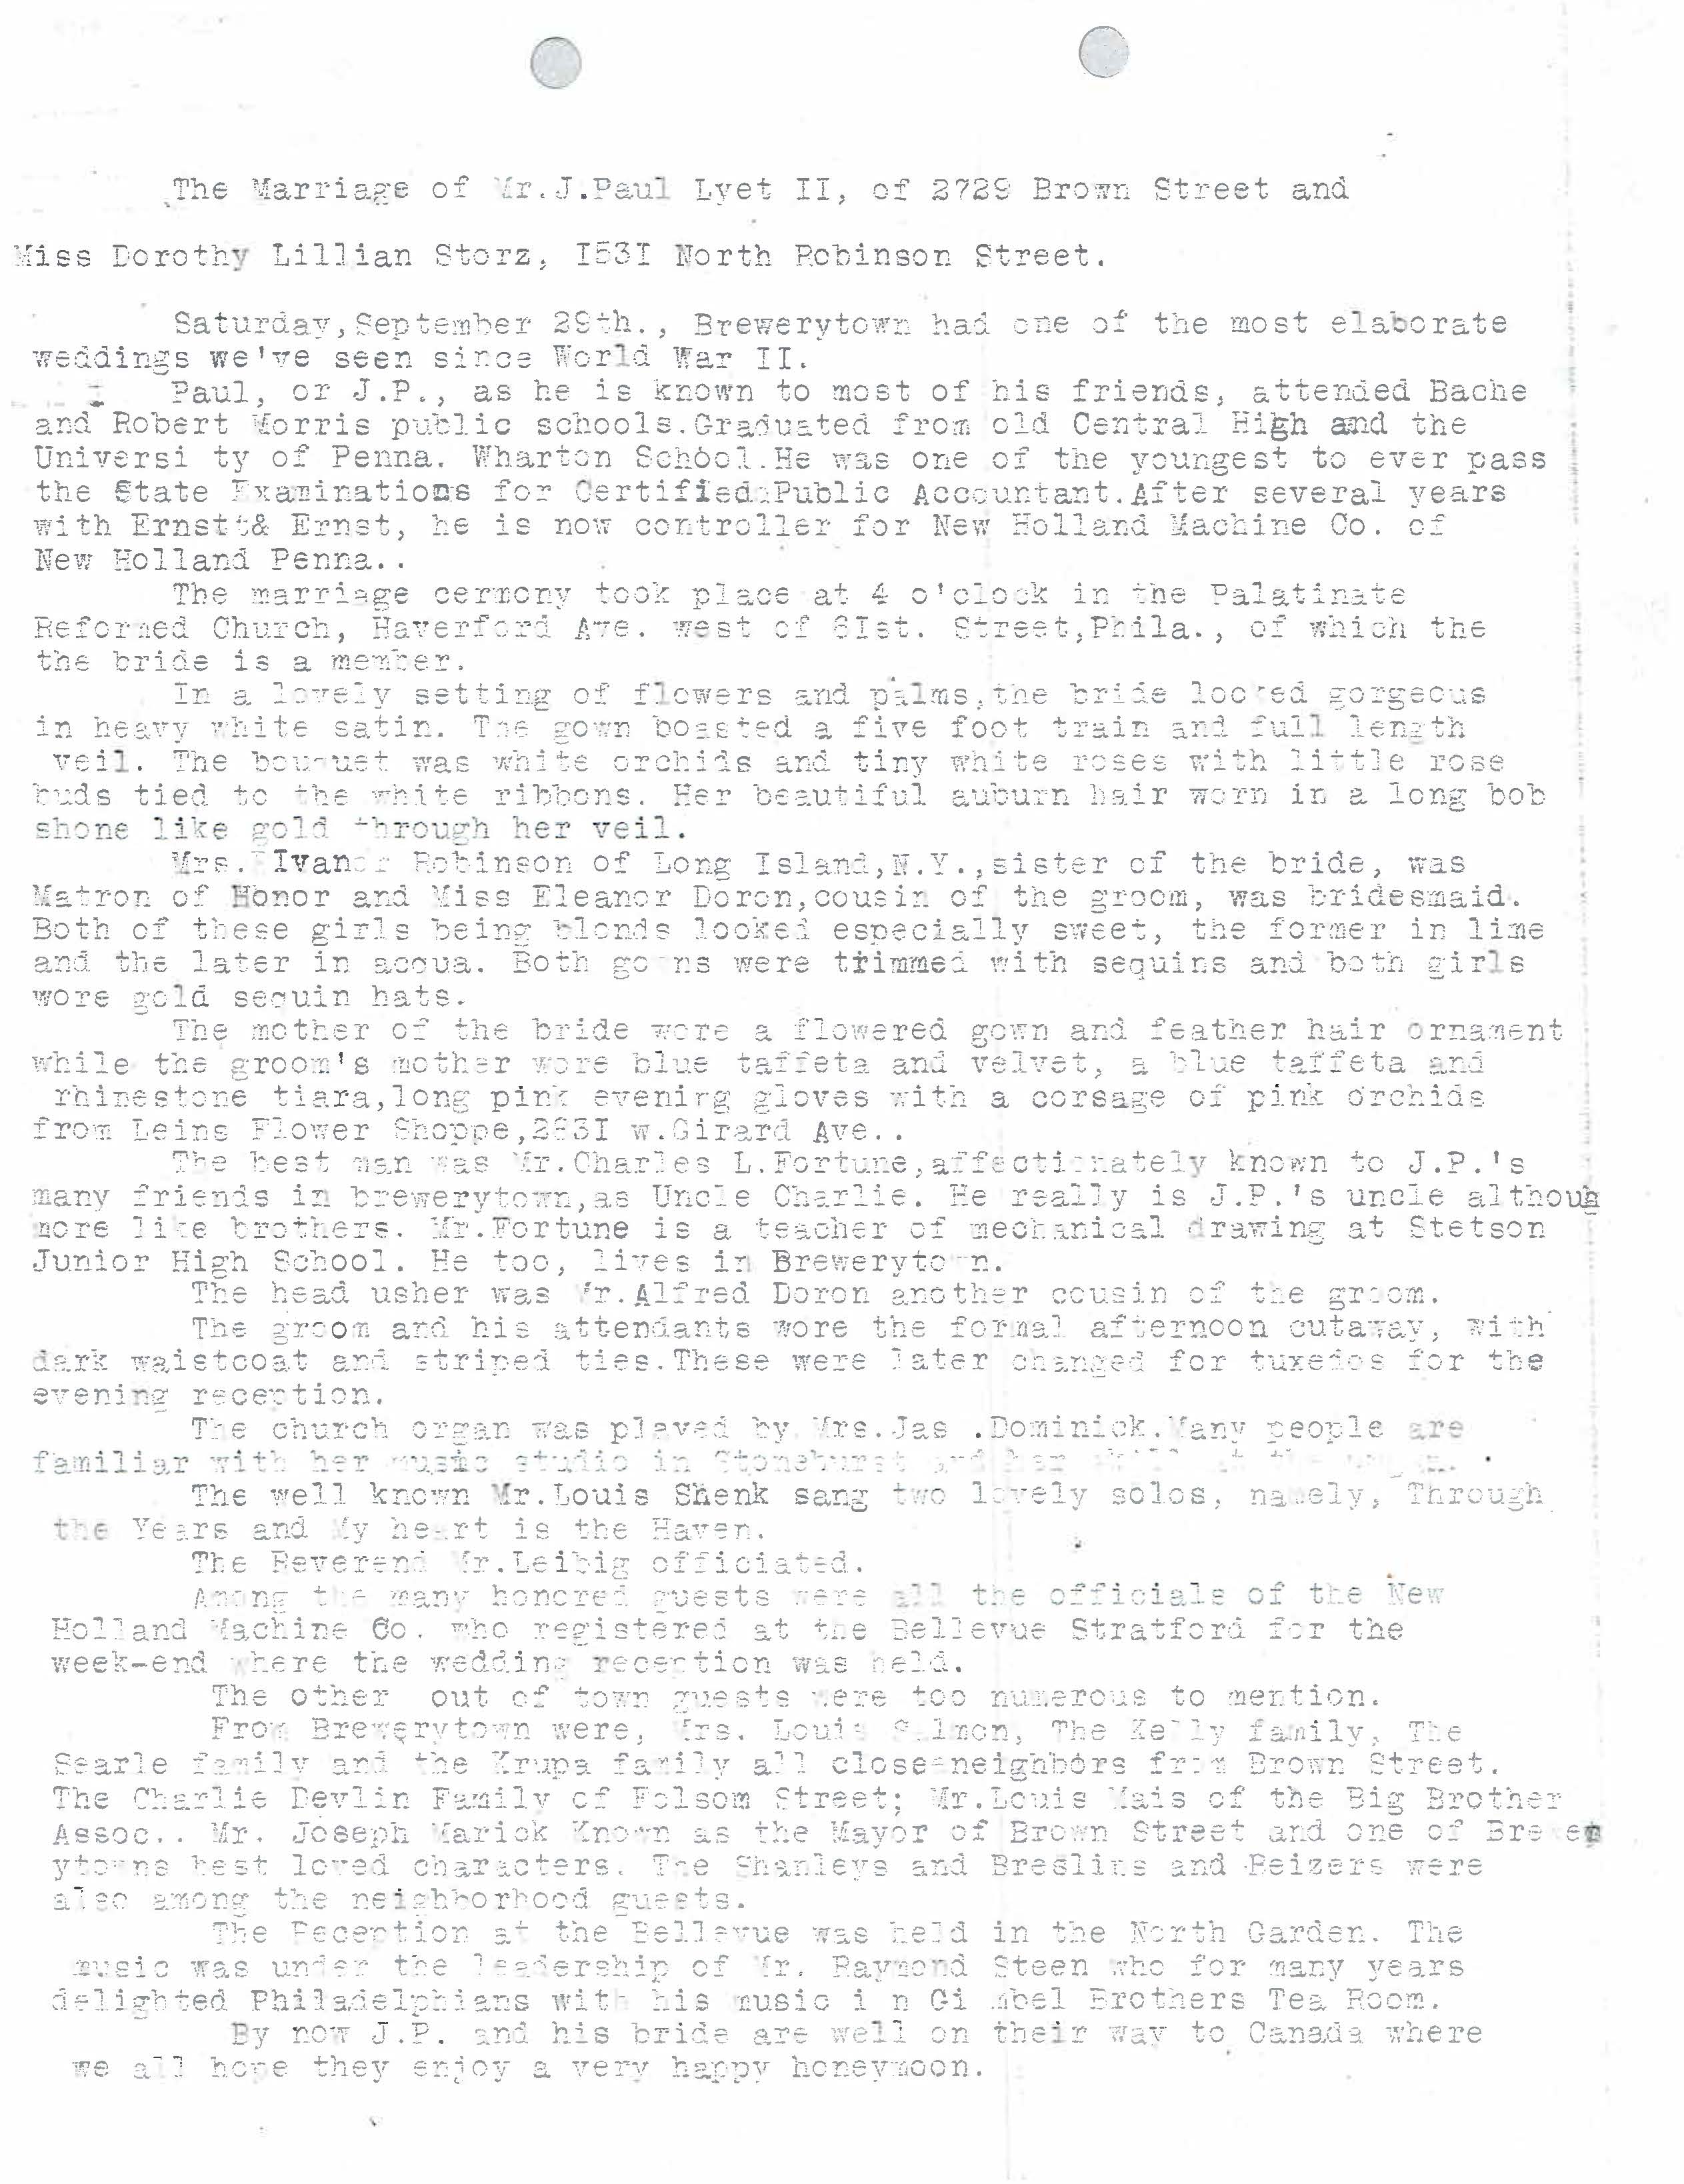 The Marriage of Mr.J.Paul Lyet II, of 2729 Brown Street and
Miss Dorothy Lillian Storz, I53I North Robinson Street.
Saturday,September 29th., Brewerytown had one of the most elaborate
weddings we've seen since World War II.
Paul, or J.P., as he is known to most of his friends, attended Bache
and Robert Morris public schools.Graduated from old Central High and the
Universi ty of Penna. Wharton School.He was one of the youngest to ever pass
the State Examinations for Certified Public Accountant.After several years
with Ernstt& Ernst, he is now controller for New Holland Machine Co. of
New Holland Penna..
The marriage cermony took place at 4 o'clock in the Palatinate
Reformed Church, Haverford Ave. west of 6Ist. Street,Phila., of which the
the bride is a member.
In a lovely setting of flowers and palms,the bride looked gorgeous
in heavy white satin. The gown boasted a five foot train and full length
veil. The bouquet was white orchids and tiny white roses with little rose
buds tied to the white ribbons. Her beautiful auburn hair worn in a long bob
shone like gold through her veil.
Mrs. Ivanor Robinson of Long Island,N.Y.,sister of the bride, was
Matron of Honor and Miss Eleanor Doron,cousin of the groom, was bridesmaid.
Both of these girls being blonds looked especially sweet, the former in lime
and the later in acqua. Both gowns were trimmed with sequins and both girls
wore gold sequin hats.
The mother of the bride wore a flowered gown and feather hair ornament
while the groom's mother wore blue taffeta and velvet, a blue taffeta and
rhinestone tiara,long pink evening gloves with a corsage of pink orchids
from Leins Flower Shoppe,283I w.Girard Ave..
The best man was Mr.Charles L.Fortune,affectionately known to J.P.'s
many friends in brewerytown,as Uncle Charlie. He really is J.P.'s uncle althoug
more like brothers. Mr.Fortune is a teacher of mechanical drawing at Stetson
Junior High School. He too, lives in Brewerytown.
The head usher was Mr.Alfred Doron another cousin of the groom.
The groom and his attendants wore the formal afternoon cutaway, with
dark waistcoat and striped ties.These were later changed for tuxedos for the
evening reception.
The church organ was played by Mrs.Jas .Dominick.Many people are
familiar with her music studio in Stonehurst and her
The well known Mr.Louis Shenk sang two lovely solos, namely, Through
the Years and My heart is the Haven.
The Reverend Mr.Leibig officiated.
Among the many honored guests were all the officials of the New
Holland Machine Co. who registered at the Bellevue Stratford for the
week-end where the wedding reception was held.
The other out of town guests were too numerous to mention.
From Brewerytown were, Mrs. Louis Salmon, The Kelly family, The
Searle family and the Krupa family all close neighbors from Brown Street.
The Charlie Devlin Family of Folsom Street; Mr.Louis Mais of the Big Brother
Assoc.. Mr. Joseph Marick Known as the Mayor of Brown Street and one of Brewer
ytowns best loved characters. The Shanleys and Breslins and Reizers were
also among the neighborhood guests.
The Reception at the Bellevue was held in the North Garden. The
music was under the leadership of Mr. Raymond Steen who for many years
delighted Philadelphians with his music i n Gi mbel Brothers Tea Room.
By now J.P. and his bride are well on their way to Canada where
we all hope they enjoy a very happy honeymoon.